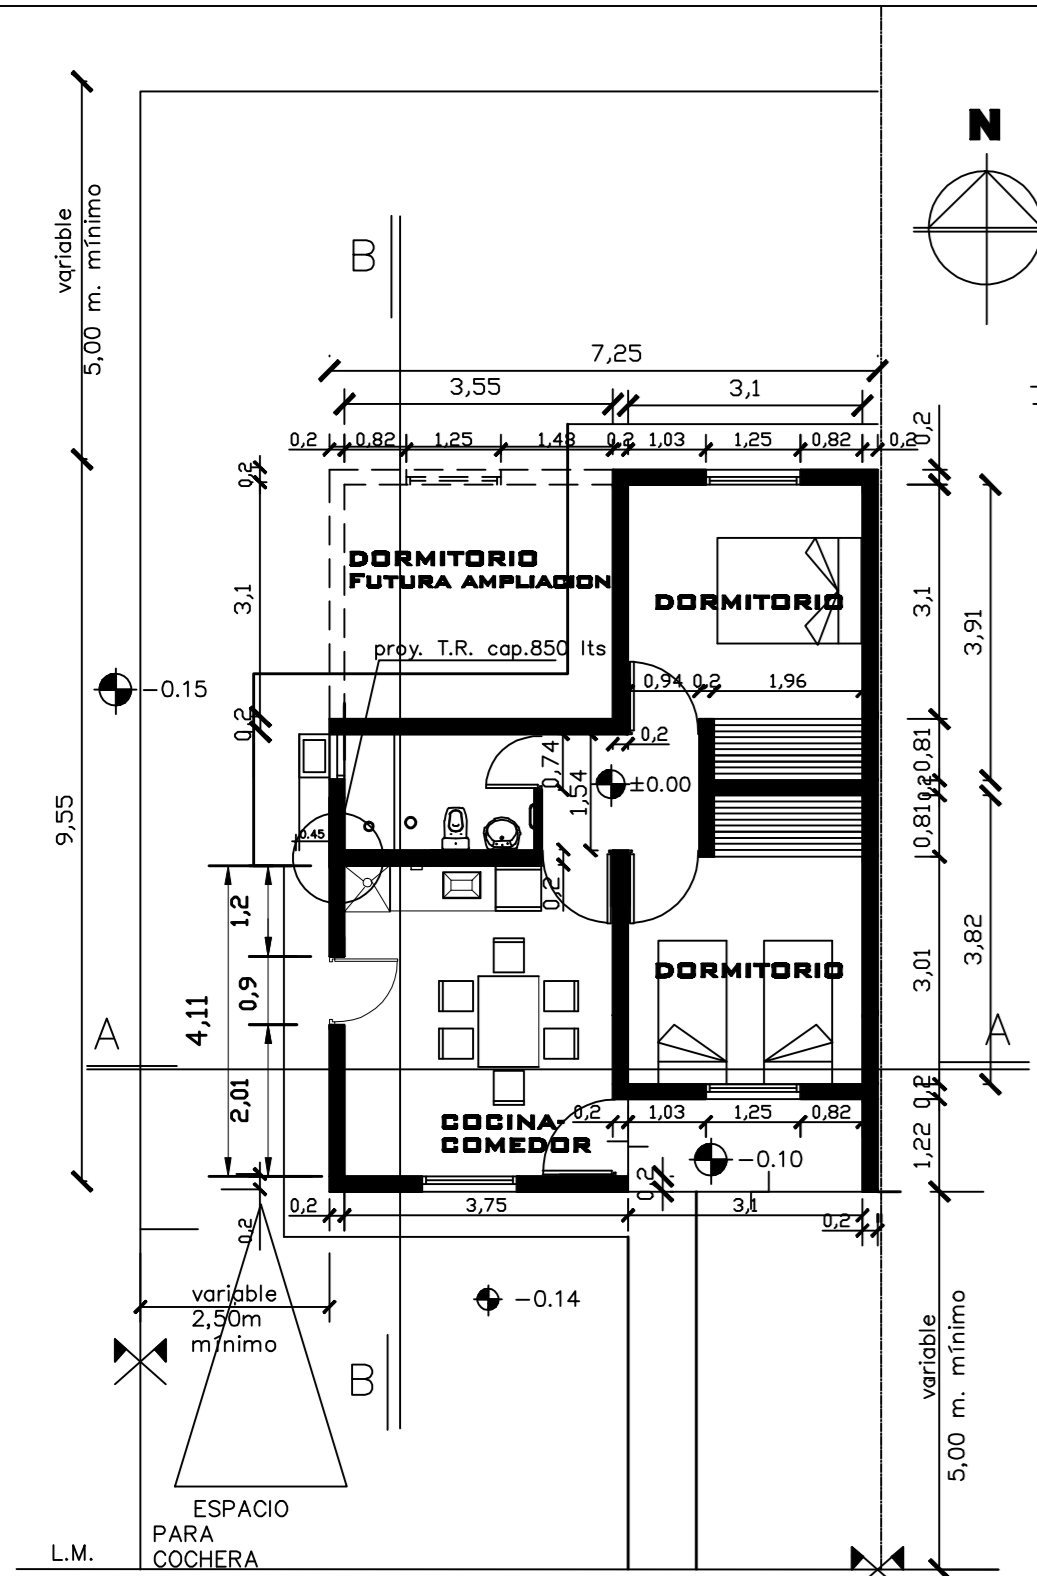 N
variable
5,00 m. mínimo
B
7,25
3,55
3,1
0,2
0,82
1,25
1,48
0,2
1,03
1,25
0,82
0,2
0,2
0,2
3,1
0,2
DORMITORIO
FUTURA AMPLIACION
DORMITORIO
3,1
3,91
proy. T.R. cap.850 lts
-0.15
0,94
0,2
1,96
0,2
0,74
1,54
±0.00
0,81
0,2
0,81
9,55
0.45
0,2
1,2
0,9
4,11
2,01
DORMITORIO
3,01
3,82
A
A
COCINA-
COMEDOR
0,2
1,03
1,25
0,82
0,2
1,22
-0.10
0,2
0,2
3,75
3,1
0,2
0,2
variable
2,50m
mínimo
-0.14
B
variable
5,00 m. mínimo
ESPACIO
PARA
COCHERA
L.M.